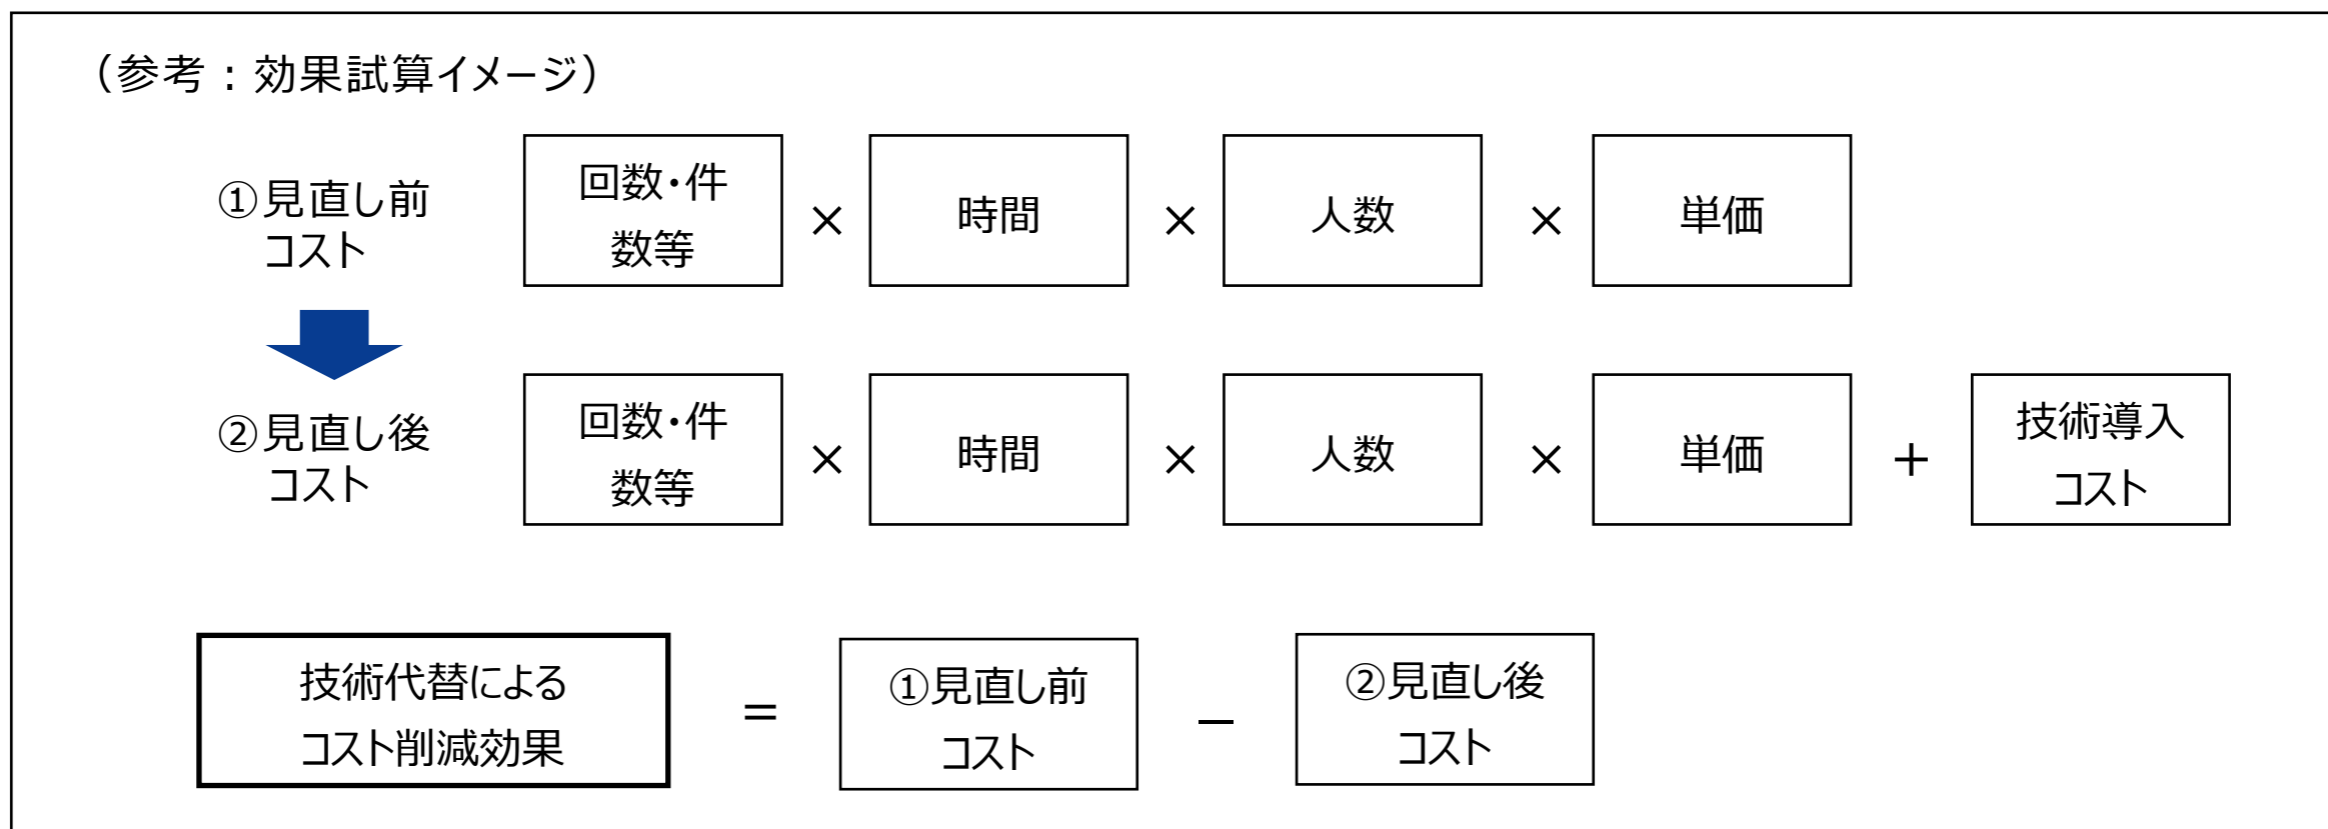 （参考：効果試算イメージ）
①見直し前
コスト
回数・件
数等
×
時間
×
人数
×
単価
②見直し後
コスト
回数・件
数等
×
時間
×
人数
×
単価
＋
技術導入
コスト
技術代替による
コスト削減効果
＝
①見直し前
コスト
－
②見直し後
コスト